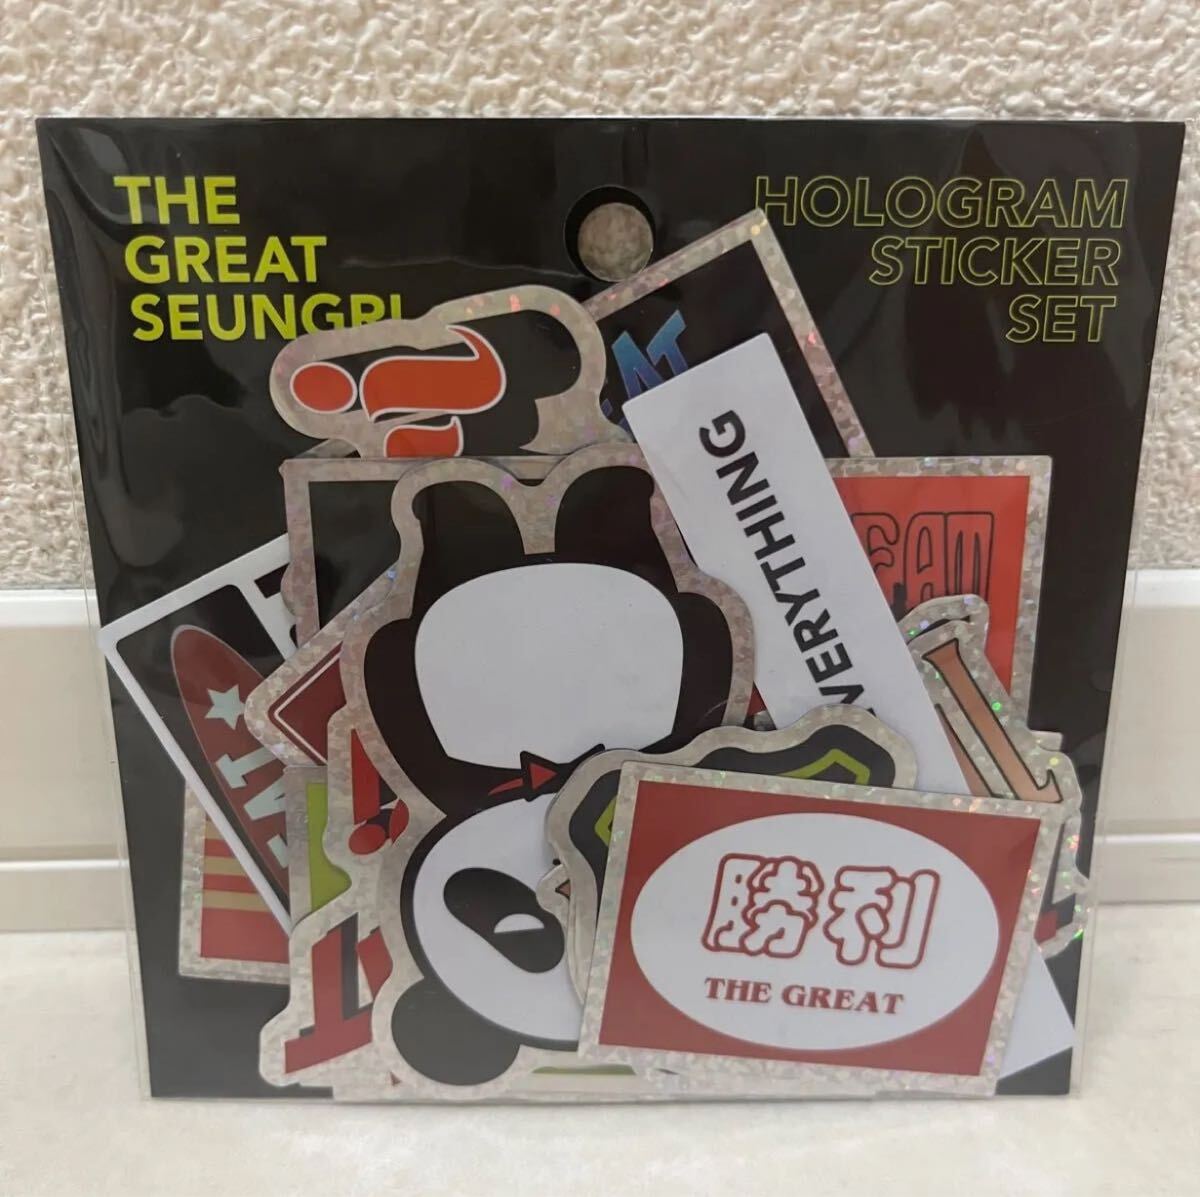 THE
GREAT
SEUNGRI
HOLOGRAM
STICKER
SET
EVERYTHING
勝利
THE GREAT